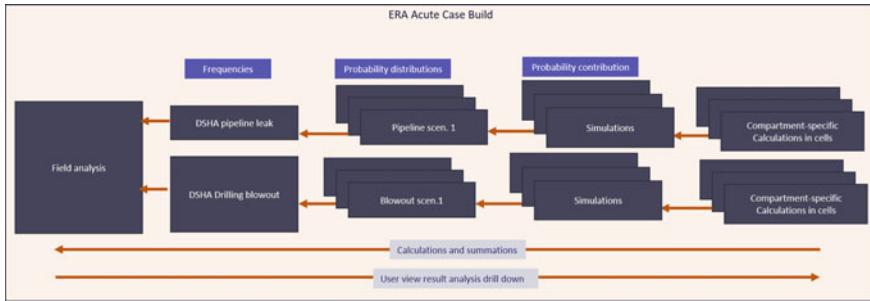 ERA Acute Case Build
Frequencies
Probability distributions
Probability contribution
Field analysis
DSHA pipeline leak
Pipeline scen. 1
Simulations
Compartment-specific
Calculations in cells
DSHA Drilling blowout
Blowout scen.1
Simulations
Compartment-specific
Calculations in cells
Calculations and summations
User view result analysis drill down